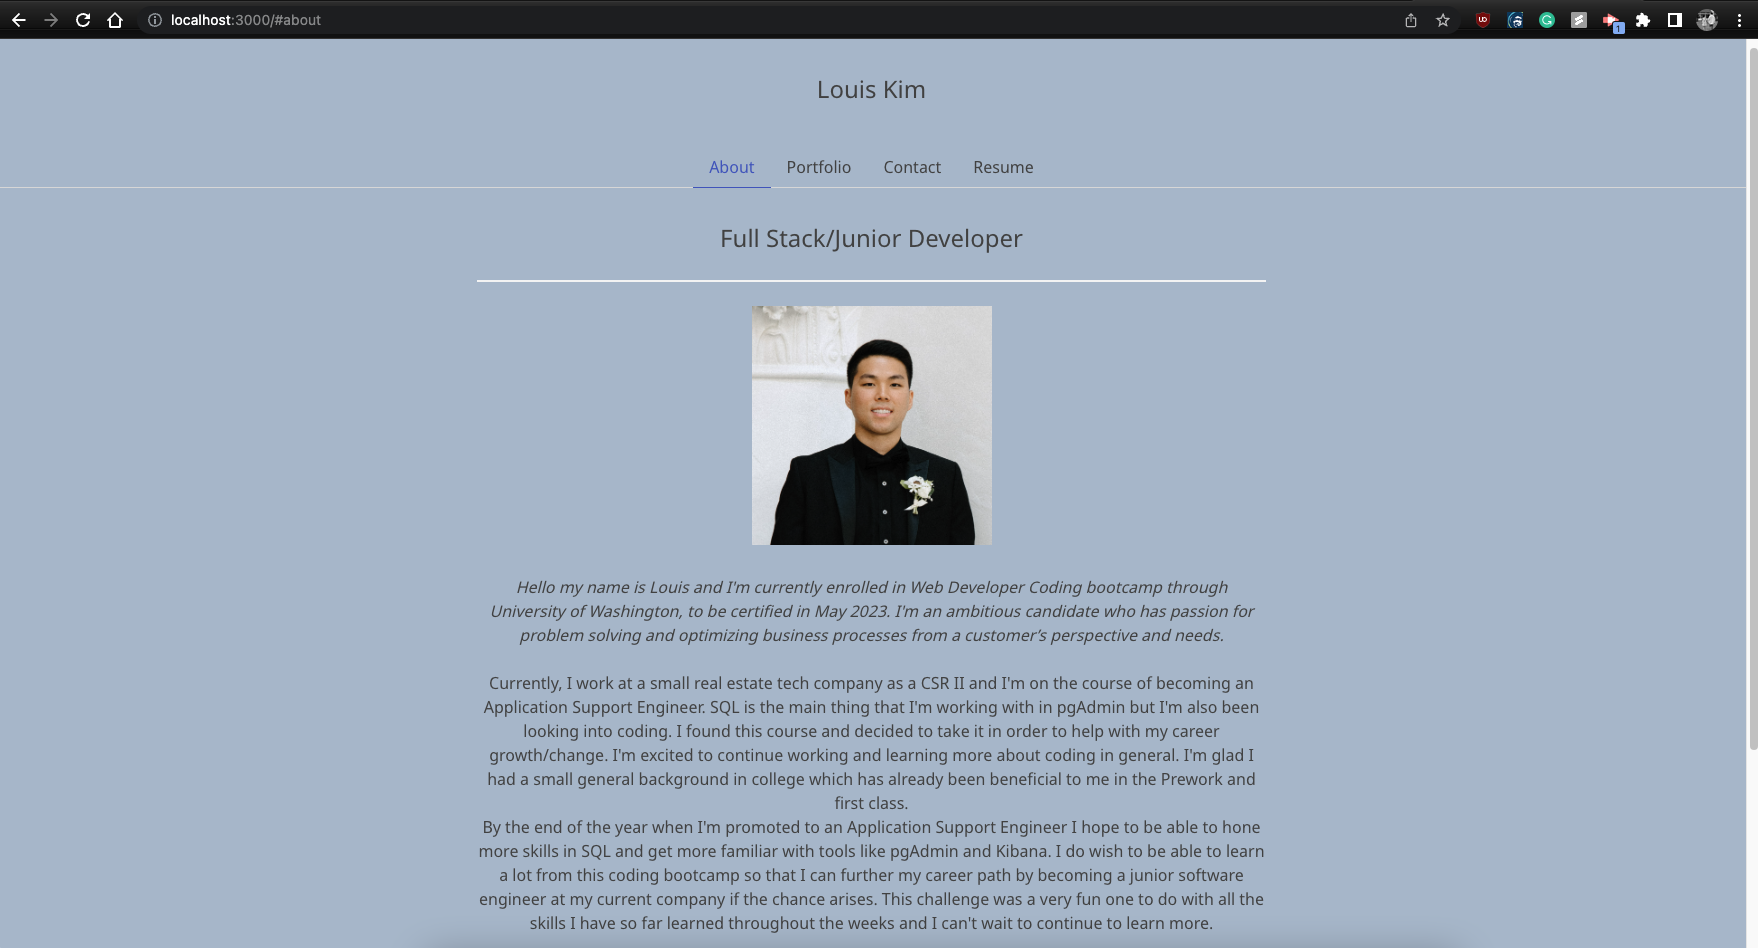 localhost:3000/#about
1
Louis Kim
About Portfolio Contact Resume
Full Stack/Junior Developer
Hello my name is Louis and I'm currently enrolled in Web Developer Coding bootcamp through
University of Washington, to be certified in May 2023. I'm an ambitious candidate who has passion for
problem solving and optimizing business processes from a customer’s perspective and needs.
Currently, I work at a small real estate tech company as a CSR II and I'm on the course of becoming an
Application Support Engineer. SQL is the main thing that I'm working with in pgAdmin but I'm also been
looking into coding. I found this course and decided to take it in order to help with my career
growth/change. I'm excited to continue working and learning more about coding in general. I'm glad I
had a small general background in college which has already been beneficial to me in the Prework and
first class.
By the end of the year when I'm promoted to an Application Support Engineer I hope to be able to hone
more skills in SQL and get more familiar with tools like pgAdmin and Kibana. I do wish to be able to learn
a lot from this coding bootcamp so that I can further my career path by becoming a junior software
engineer at my current company if the chance arises. This challenge was a very fun one to do with all the
skills I have so far learned throughout the weeks and I can't wait to continue to learn more.